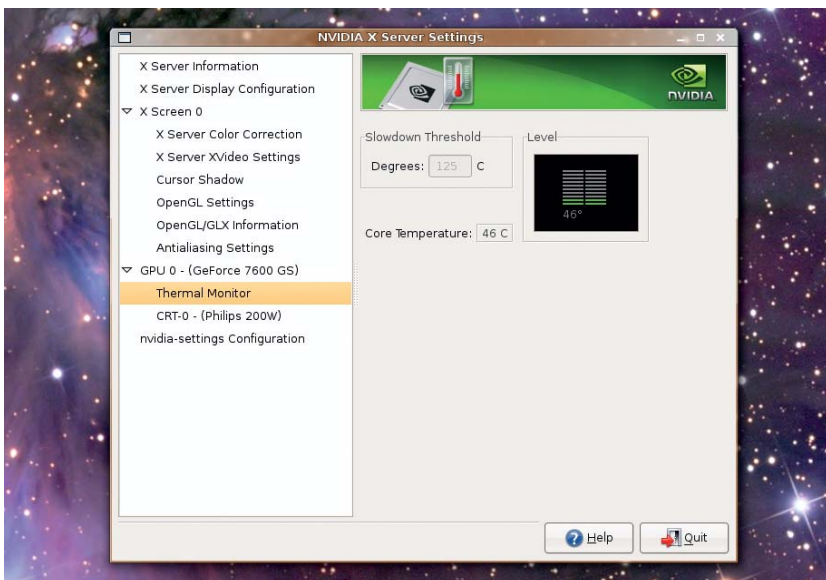 NVIDIA X Server Settings
X Server Information
X Server Display Configuration
X Screen 0
X Server Color Correction
X Server XVideo Settings
Cursor Shadow
OpenGL Settings
OpenGL/GLX Information
Antialiasing Settings
GPU 0 - (GeForce 7600 GS)
Thermal Monitor
CRT-0 - (Philips 200W)
nvidia-settings Configuration
NVIDIA
Slowdown Threshold
Degrees: 125 C
Level
46°
Core Temperature: 46 C
Help
Quit